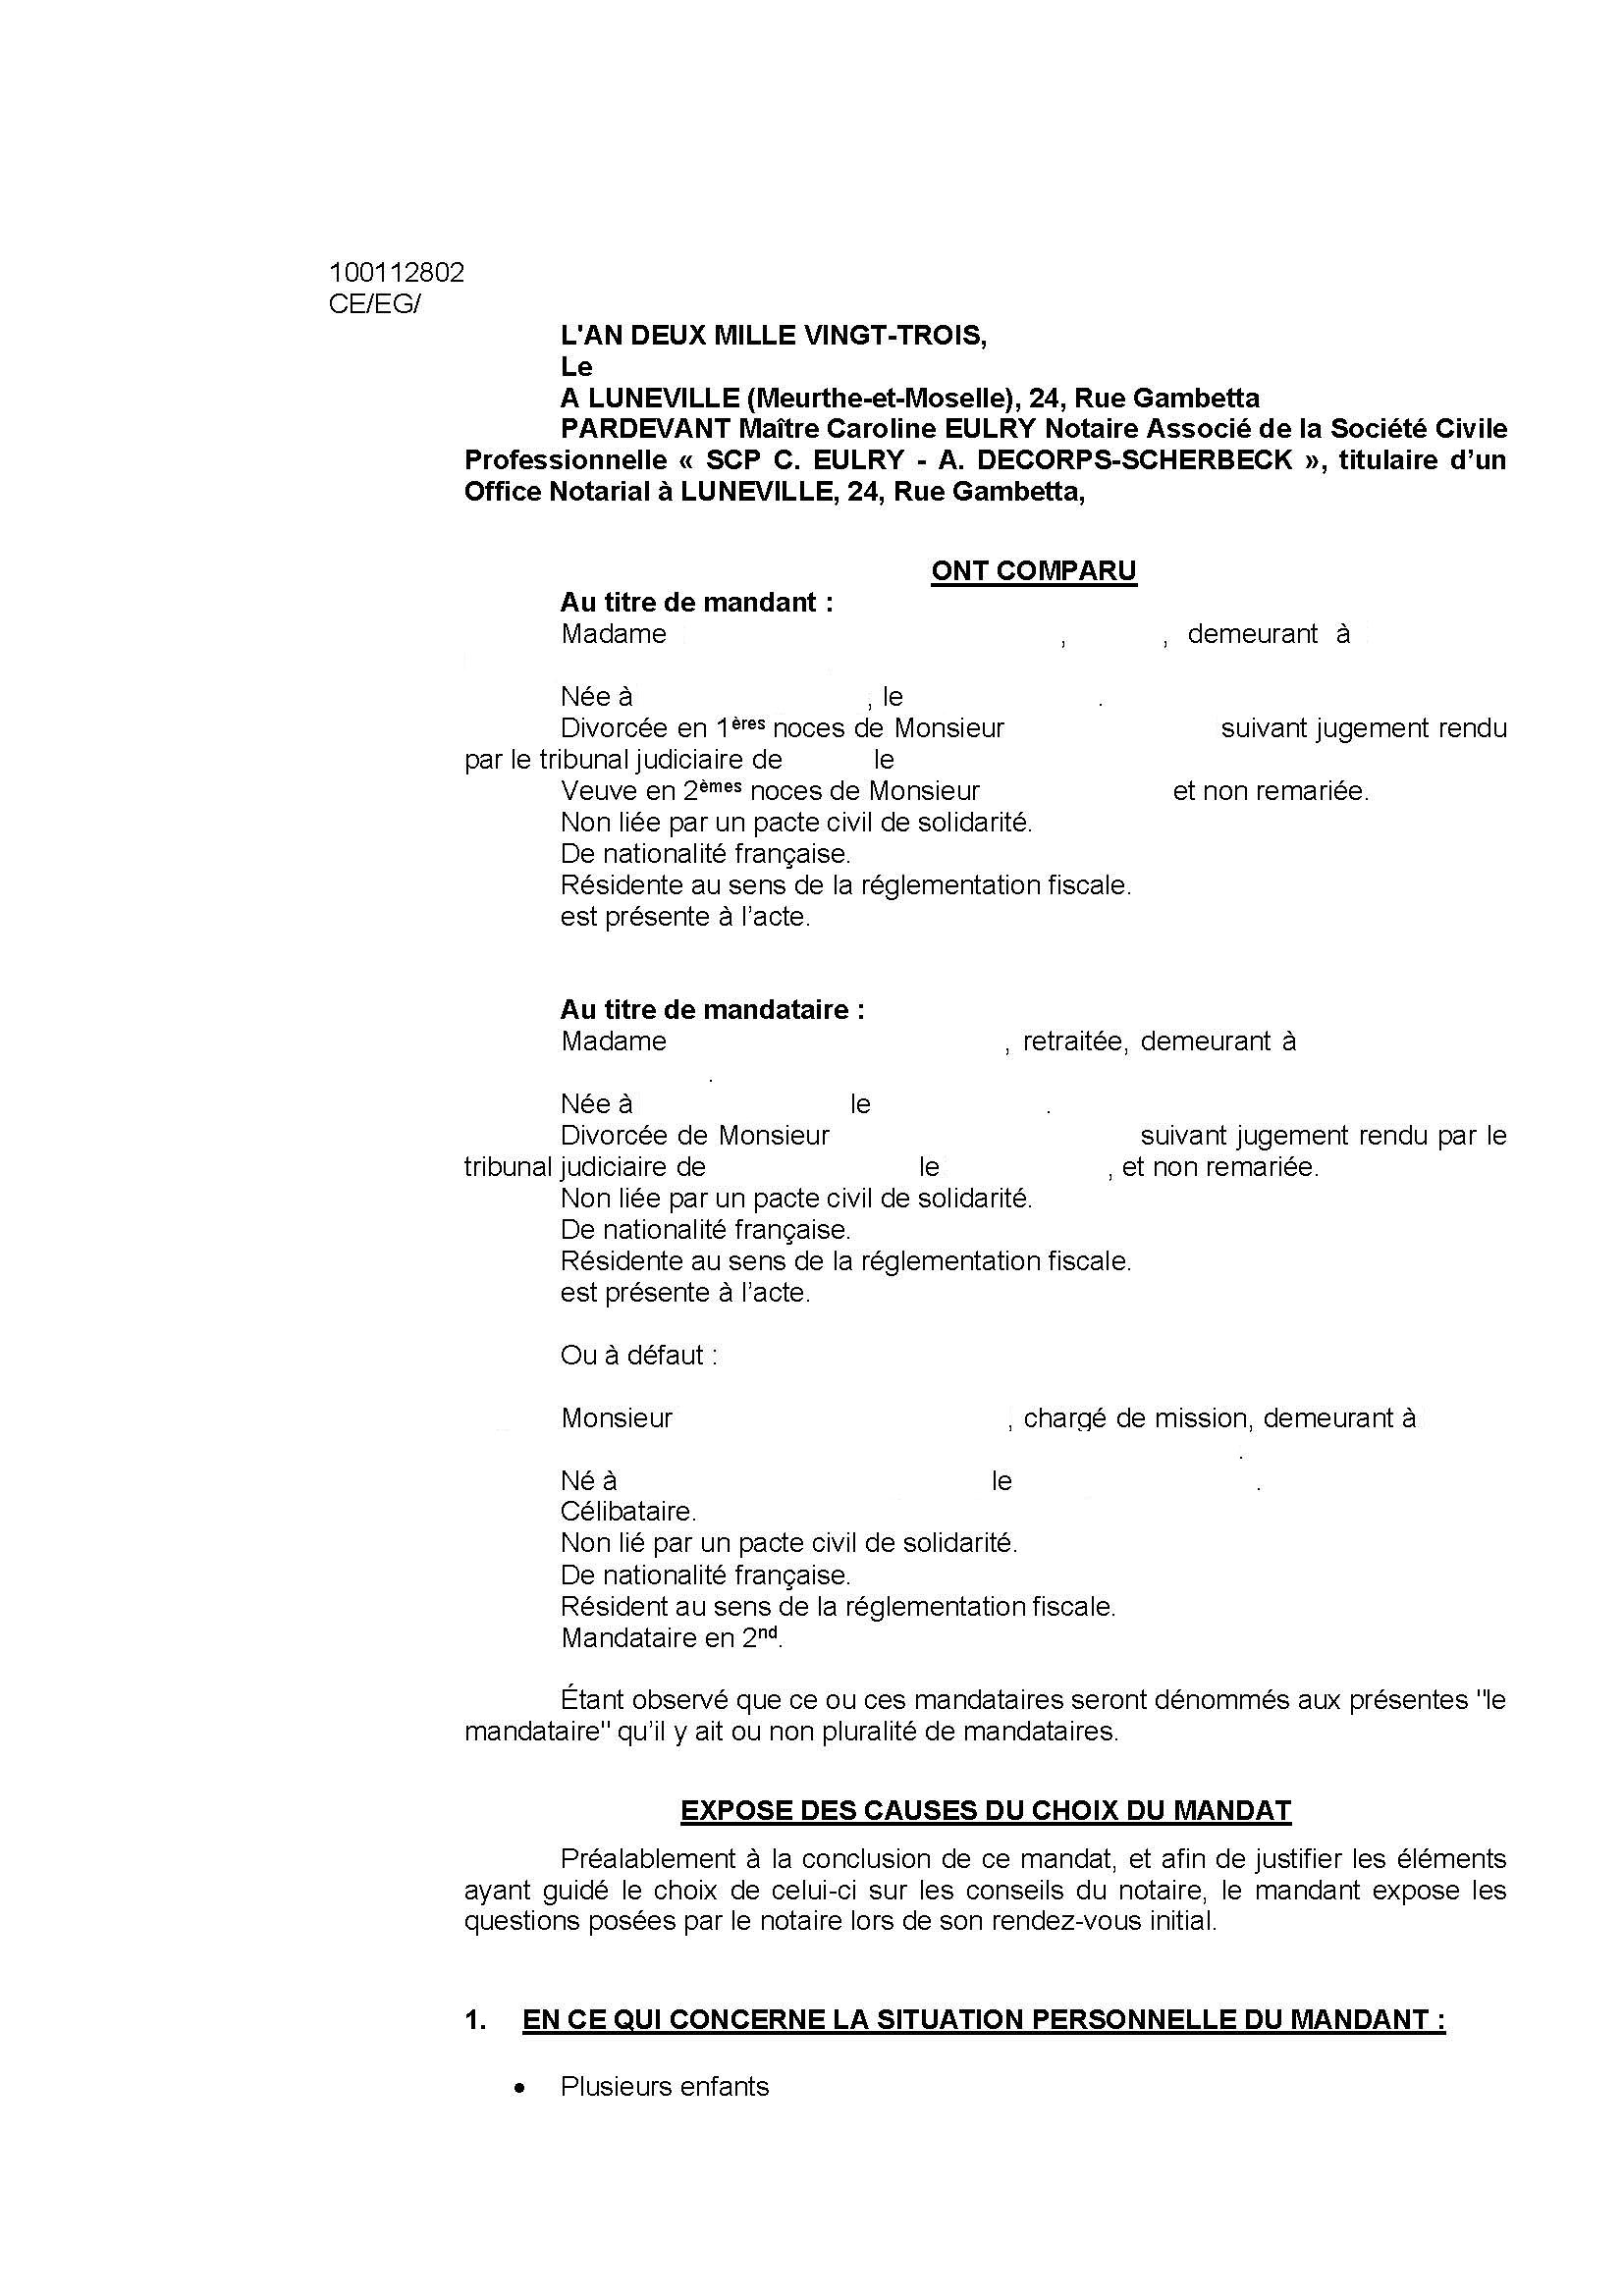 100112802
CE/EG/
L'AN DEUX MILLE VINGT-TROIS,
Le
A LUNEVILLE (Meurthe-et-Moselle), 24, Rue Gambetta
PARDEVANT Maître Caroline EULRY Notaire Associé de la Société Civile
Professionnelle « SCP C. EULRY - A. DECORPS-SCHERBECK », titulaire d’un
Office Notarial à LUNEVILLE, 24, Rue Gambetta,
ONT COMPARU
Au titre de mandant :
Madame , , demeurant à
Née à , le .
Divorcée en 1ères noces de Monsieur suivant jugement rendu
par le tribunal judiciaire de le
Veuve en 2èmes noces de Monsieur et non remariée.
Non liée par un pacte civil de solidarité.
De nationalité française.
Résidente au sens de la réglementation fiscale.
est présente à l’acte.
Au titre de mandataire :
Madame , retraitée, demeurant à
.
Née à le .
Divorcée de Monsieur suivant jugement rendu par le
tribunal judiciaire de le , et non remariée.
Non liée par un pacte civil de solidarité.
De nationalité française.
Résidente au sens de la réglementation fiscale.
est présente à l’acte.
Ou à défaut :
Monsieur , chargé de mission, demeurant à
.
Né à le .
Célibataire.
Non lié par un pacte civil de solidarité.
De nationalité française.
Résident au sens de la réglementation fiscale.
Mandataire en 2nd.
Étant observé que ce ou ces mandataires seront dénommés aux présentes "le
mandataire" qu’il y ait ou non pluralité de mandataires.
EXPOSE DES CAUSES DU CHOIX DU MANDAT
Préalablement à la conclusion de ce mandat, et afin de justifier les éléments
ayant guidé le choix de celui-ci sur les conseils du notaire, le mandant expose les
questions posées par le notaire lors de son rendez-vous initial.
1. EN CE QUI CONCERNE LA SITUATION PERSONNELLE DU MANDANT :
• Plusieurs enfants